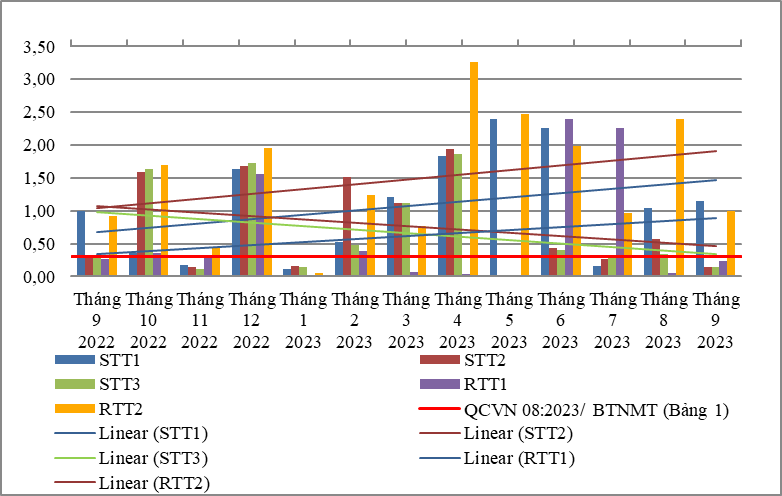 3,50
3,00
2,50
2,00
1,50
1,00
0,50
0,00
Tháng Tháng Tháng Tháng Tháng Tháng Tháng Tháng Tháng Tháng Tháng Tháng Tháng
9 10 11 12 1 2 3 4 5 6 7 8 9
2022 2022 2022 2022 2023 2023 2023 2023 2023 2023 2023 2023 2023
STT1 STT2
STT3 RTT1
RTT2 QCVN 08:2023/ BTNMT (Bảng 1)
Linear (STT1) Linear (STT2)
Linear (STT3) Linear (RTT1)
Linear (RTT2)